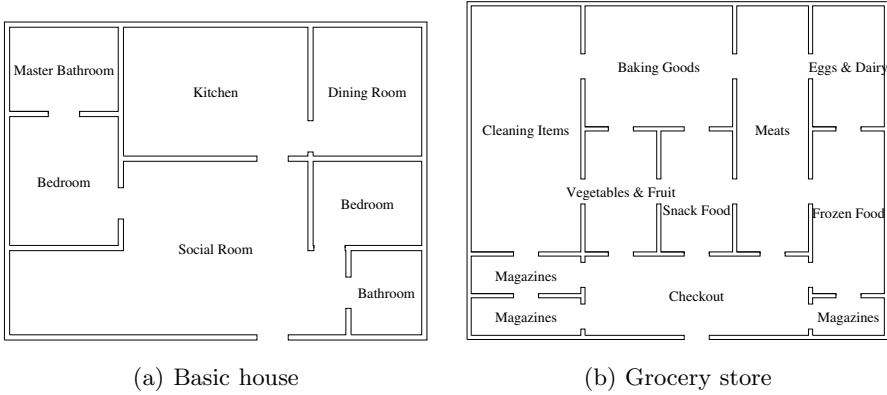 Master Bathroom
Kitchen
Dining Room
Bedroom
Bedroom
Social Room
Bathroom
(a) Basic house
Baking Goods
Eggs & Dairy
Cleaning Items
Meats
Vegetables & Fruit
Snack Food
Frozen Food
Magazines
Checkout
Magazines
Magazines
(b) Grocery store